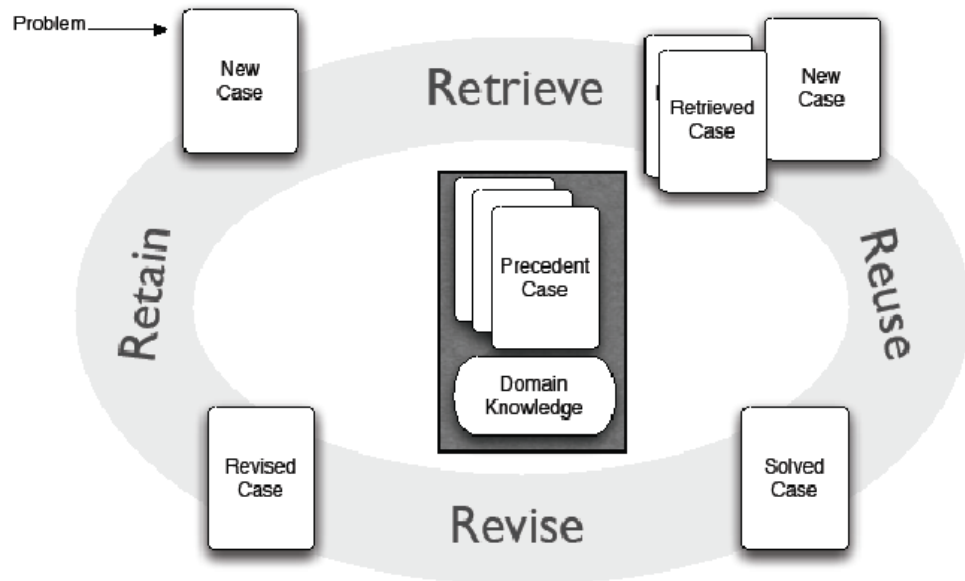 Problem
New
Case
Retrieve
Retrieved
Case
New
Case
Retain
Precedent
Case
Reuse
Domain
Knowledge
Revised
Case
Revise
Solved
Case